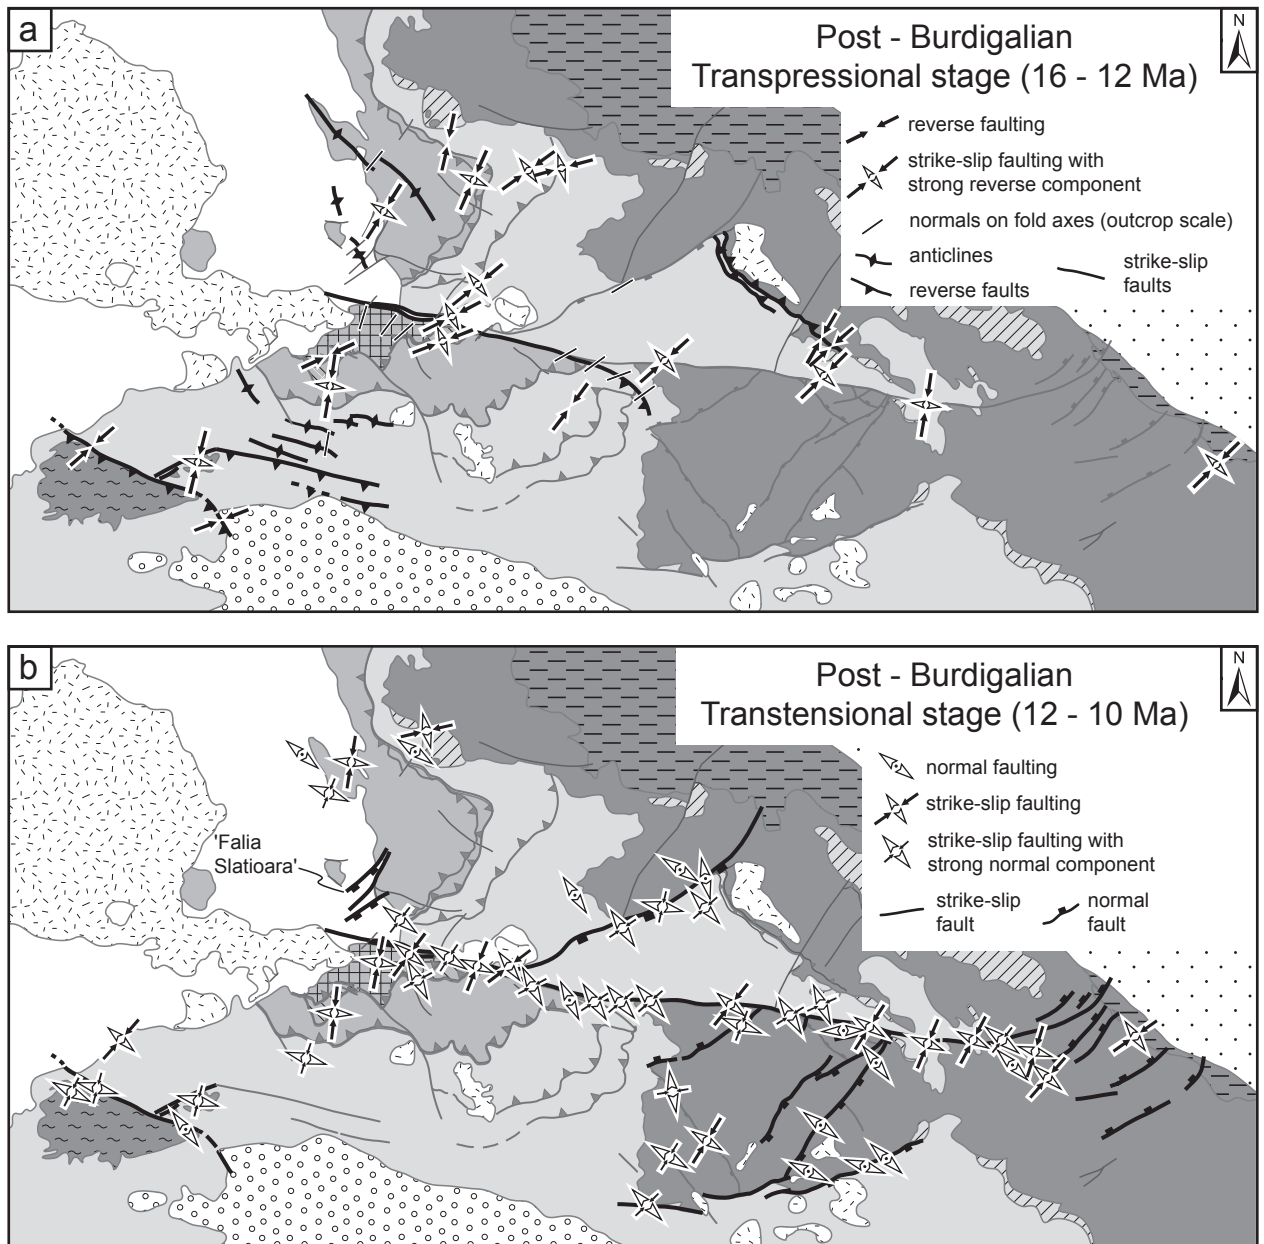 a
Post - Burdigalian
Transpressional stage (16 - 12 Ma)
N
reverse faulting
strike-slip faulting with
strong reverse component
normals on fold axes (outcrop scale)
anticlines
reverse faults
strike-slip
faults
b
Post - Burdigalian
Transtensional stage (12 - 10 Ma)
N
normal faulting
strike-slip faulting
strike-slip faulting with
strong normal component
strike-slip
fault
normal
fault
'Falia
Slatioara'